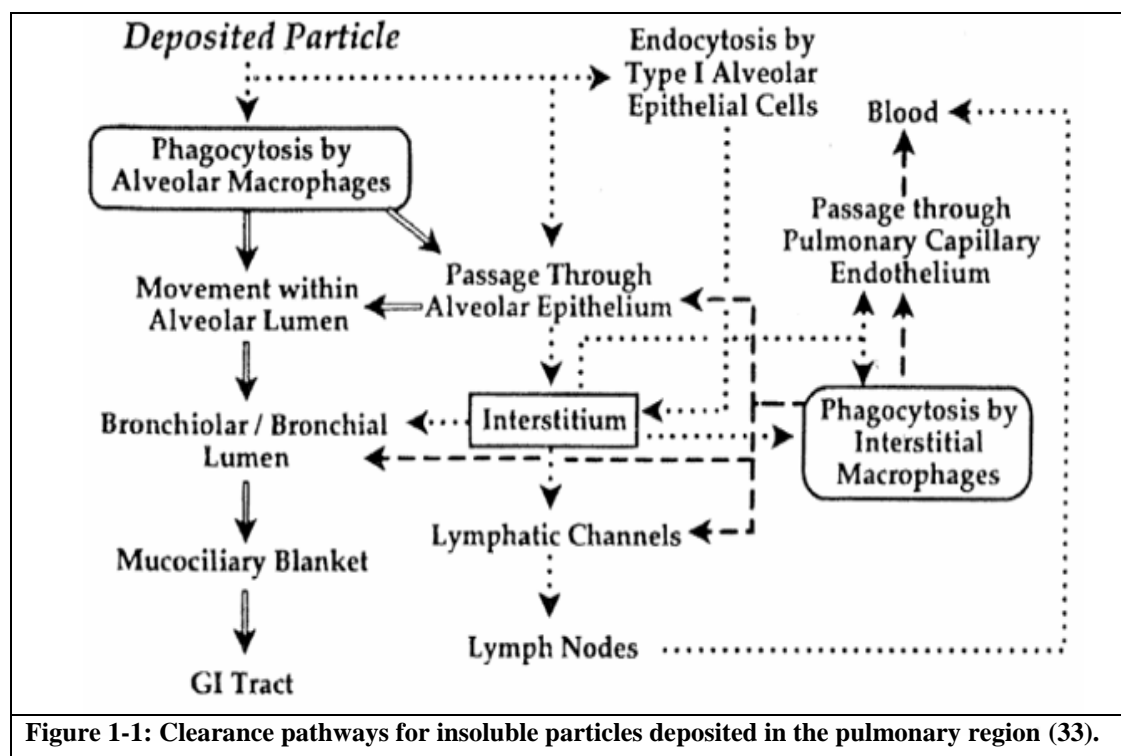 Deposited Particle
Endocytosis by
Type I Alveolar
Epithelial Cells
Blood
Phagocytosis by
Alveolar Macrophages
Passage through
Pulmonary Capillary
Endothelium
Movement within
Alveolar Lumen
Passage Through
Alveolar Epithelium
Bronchiolar / Bronchial
Lumen
Interstitium
Phagocytosis by
Interstitial
Macrophages
Mucociliary Blanket
Lymphatic Channels
GI Tract
Lymph Nodes
Figure 1-1: Clearance pathways for insoluble particles deposited in the pulmonary region (33).